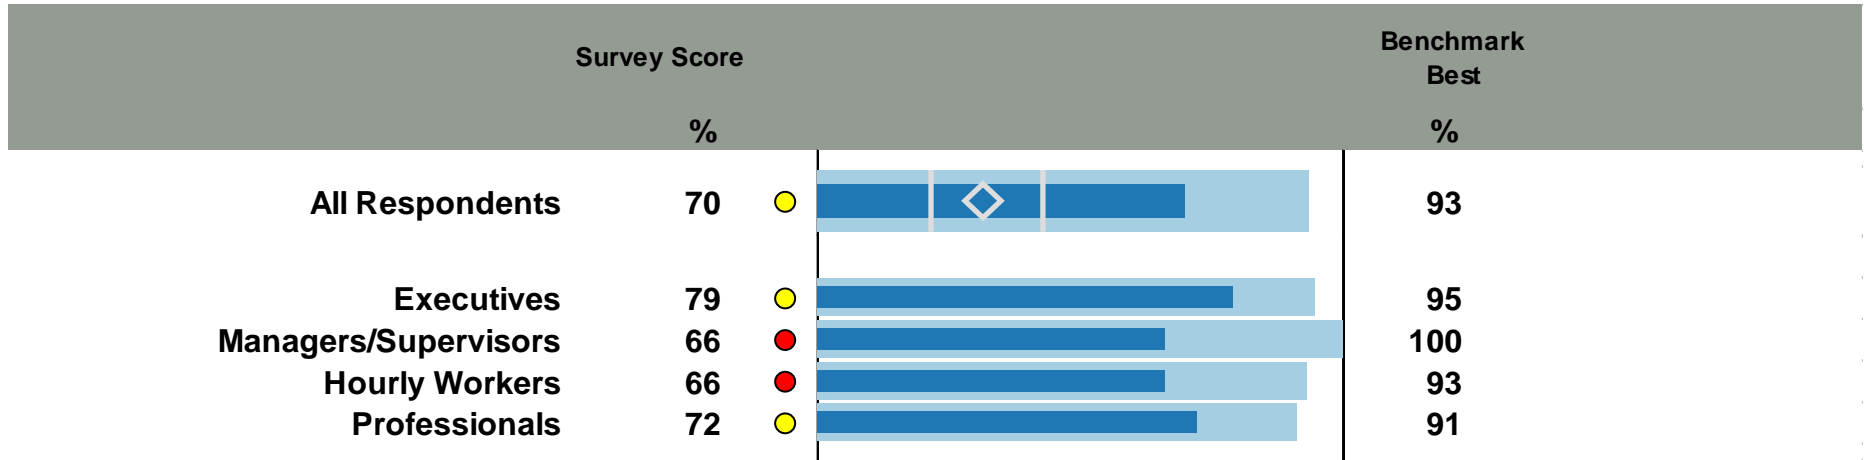 Survey Score
Benchmark
Best
% %
All Respondents 70 93
Executives 79 95
Managers/Supervisors 66 100
Hourly Workers 66 93
Professionals 72 91